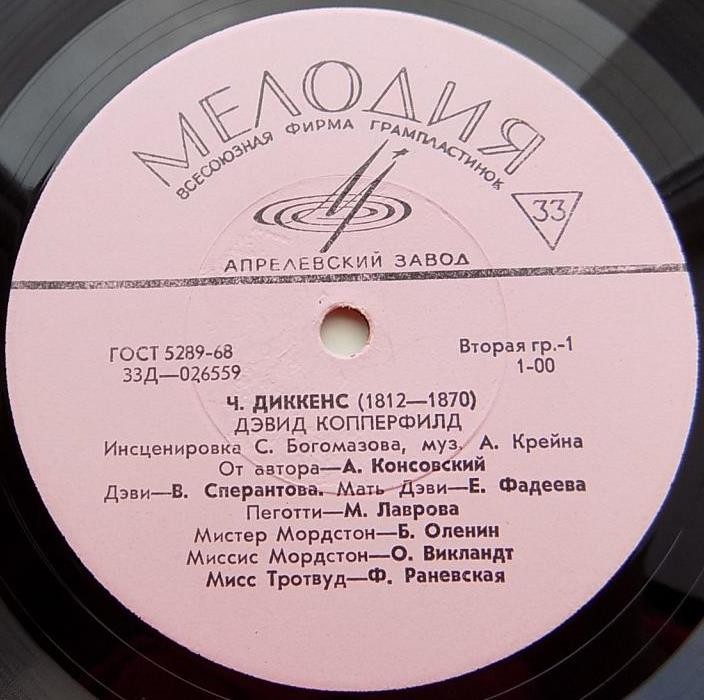 МЕЛОДИЯ
ВСЕСОЮЗНАЯ ФИРМА ГРАМПЛАСТИНОК
33
АПРЕЛЕВСКИЙ ЗАВОД
ГОСТ 5289-68
Вторая гр.-1
33Д—026559
1-00
Ч. ДИККЕНС (1812—1870)
ДЭВИД КОППЕРФИЛД
Инсценировка С. Богомазова, муз. А. Крейна
От автора—А. Консовский
Дэви—В. Сперантова. Мать Дэви—Е. Фадеева
Пеготти—М. Лаврова
Мистер Мордстон—Б. Оленин
Миссис Мордстон—О. Викландт
Мисс Тротвуд—Ф. Раневская